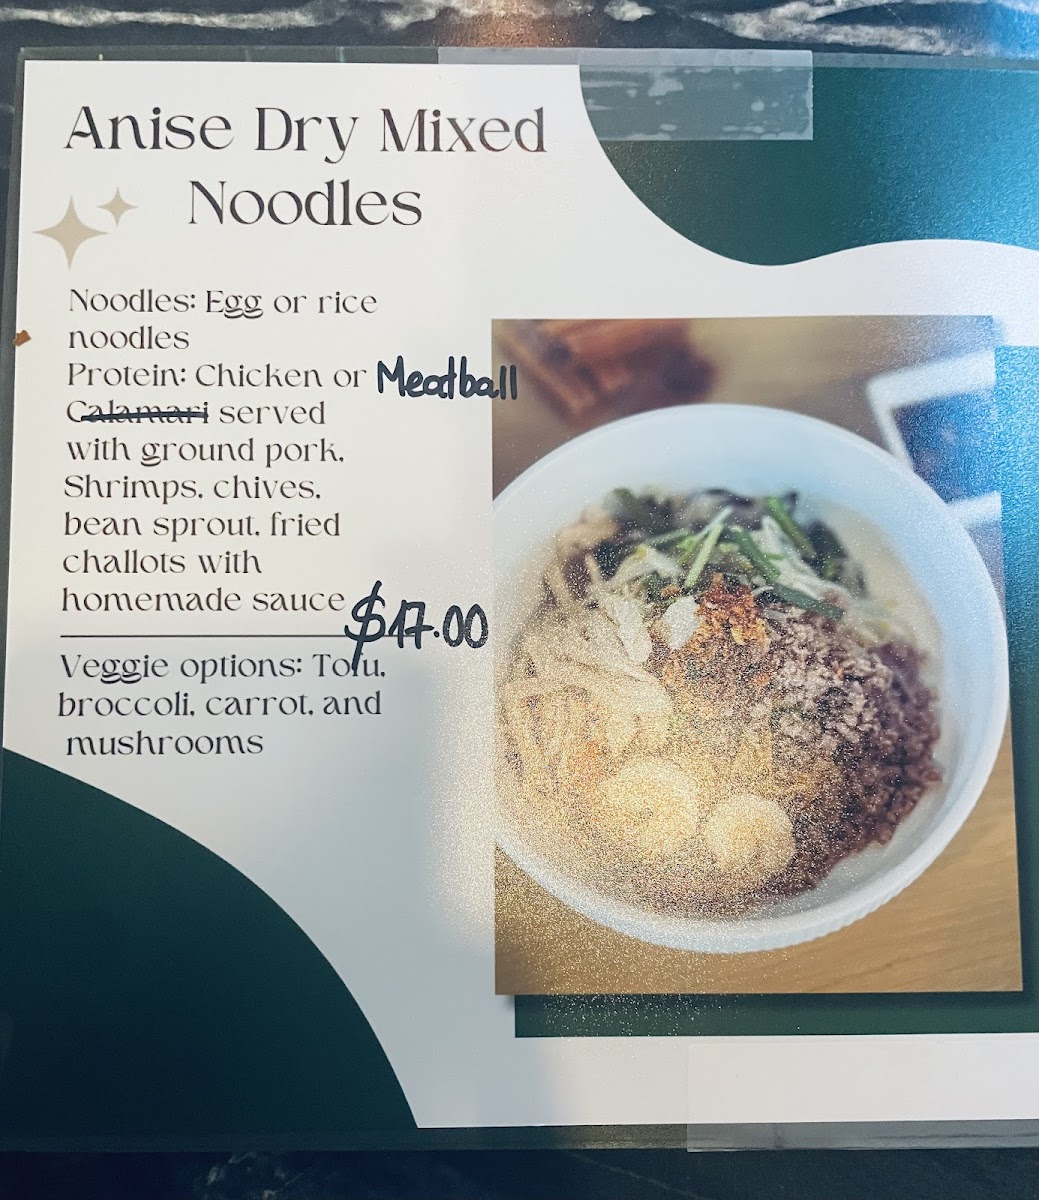 Anise Dry Mixed
Noodles
Noodles: Egg or rice
noodles
Protein: Chicken or Meatball
Calamari served
with ground pork,
Shrimps, chives,
bean sprout, fried
challots with
homemade sauce $17.00
Veggie options: Tofu,
broccoli, carrot, and
mushrooms